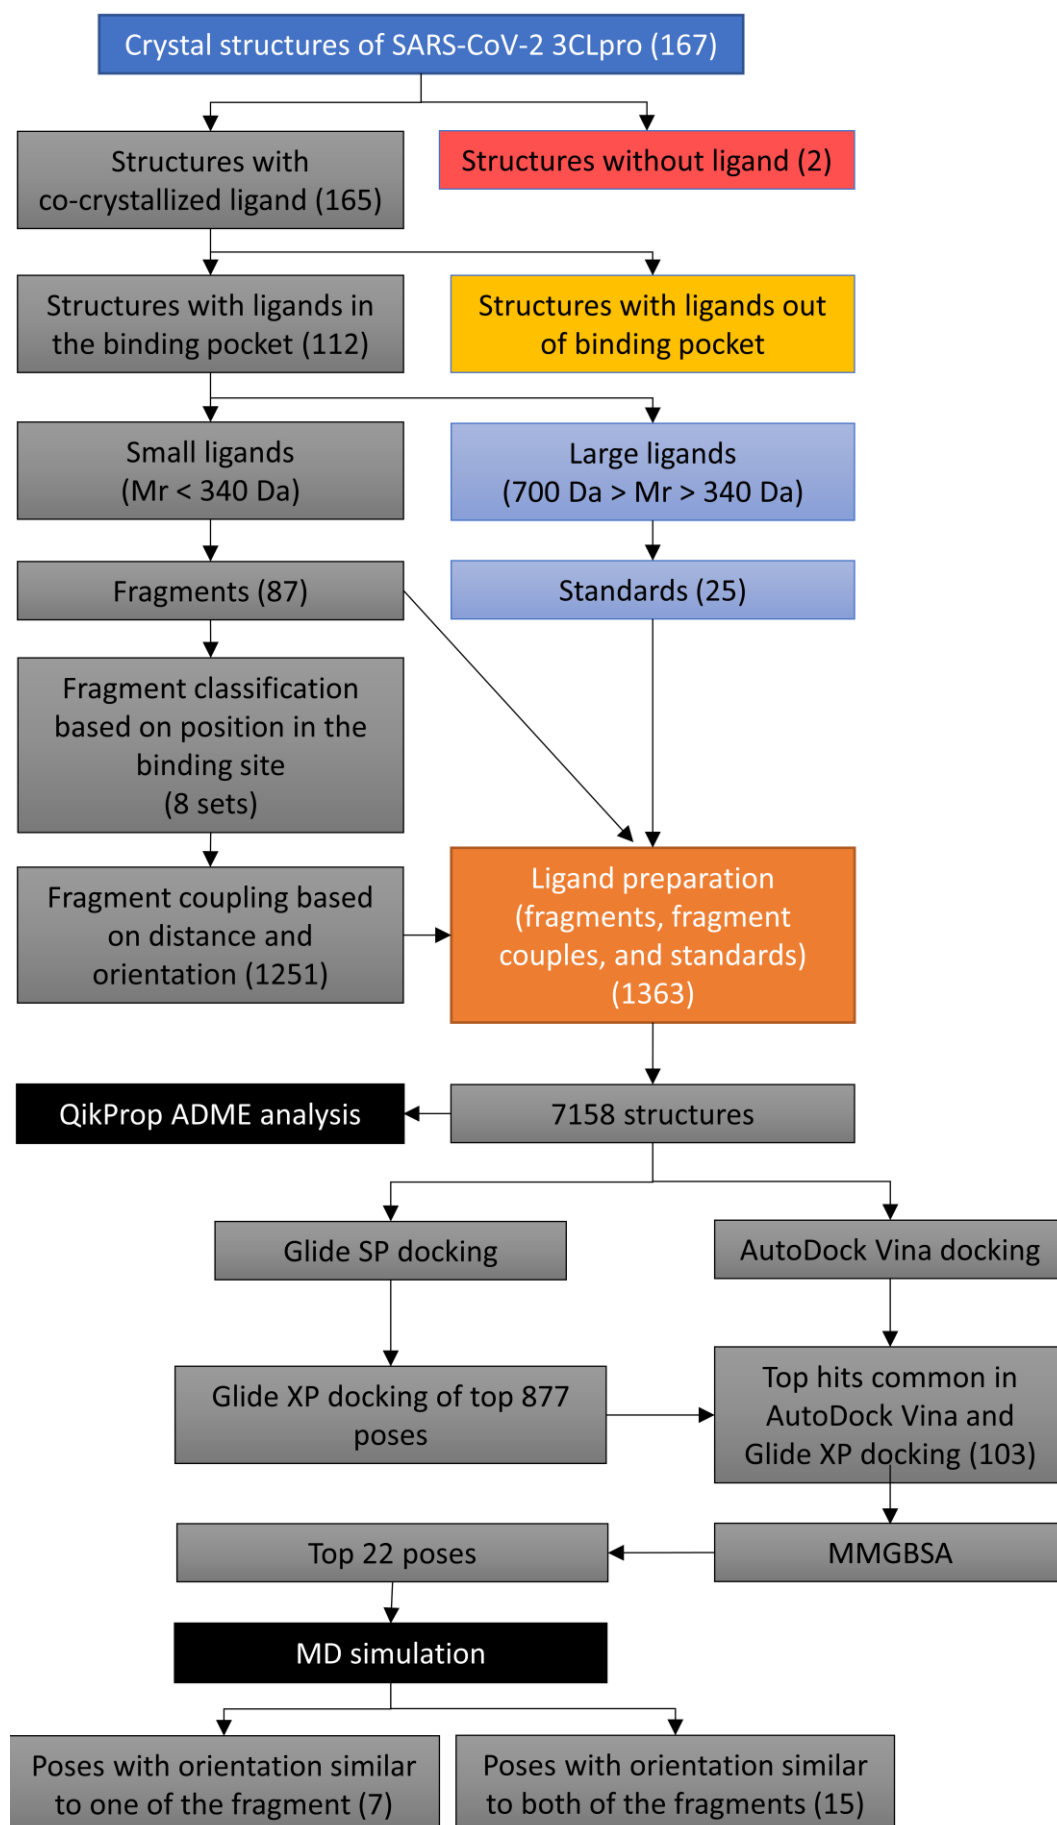 Crystal structures of SARS-CoV-2 3CLpro (167)
Structures with
co-crystallized ligand (165)
Structures without ligand (2)
Structures with ligands in
the binding pocket (112)
Structures with ligands out
of binding pocket
Small ligands
(Mr < 340 Da)
Large ligands
(700 Da > Mr > 340 Da)
Fragments (87)
Standards (25)
Fragment classification
based on position in the
binding site
(8 sets)
Fragment coupling based
on distance and
orientation (1251)
Ligand preparation
(fragments, fragment
couples, and standards)
(1363)
QikProp ADME analysis
7158 structures
Glide SP docking
AutoDock Vina docking
Glide XP docking of top 877
poses
Top hits common in
AutoDock Vina and
Glide XP docking (103)
Top 22 poses
MMGBSA
MD simulation
Poses with orientation similar
to one of the fragment (7)
Poses with orientation similar
to both of the fragments (15)